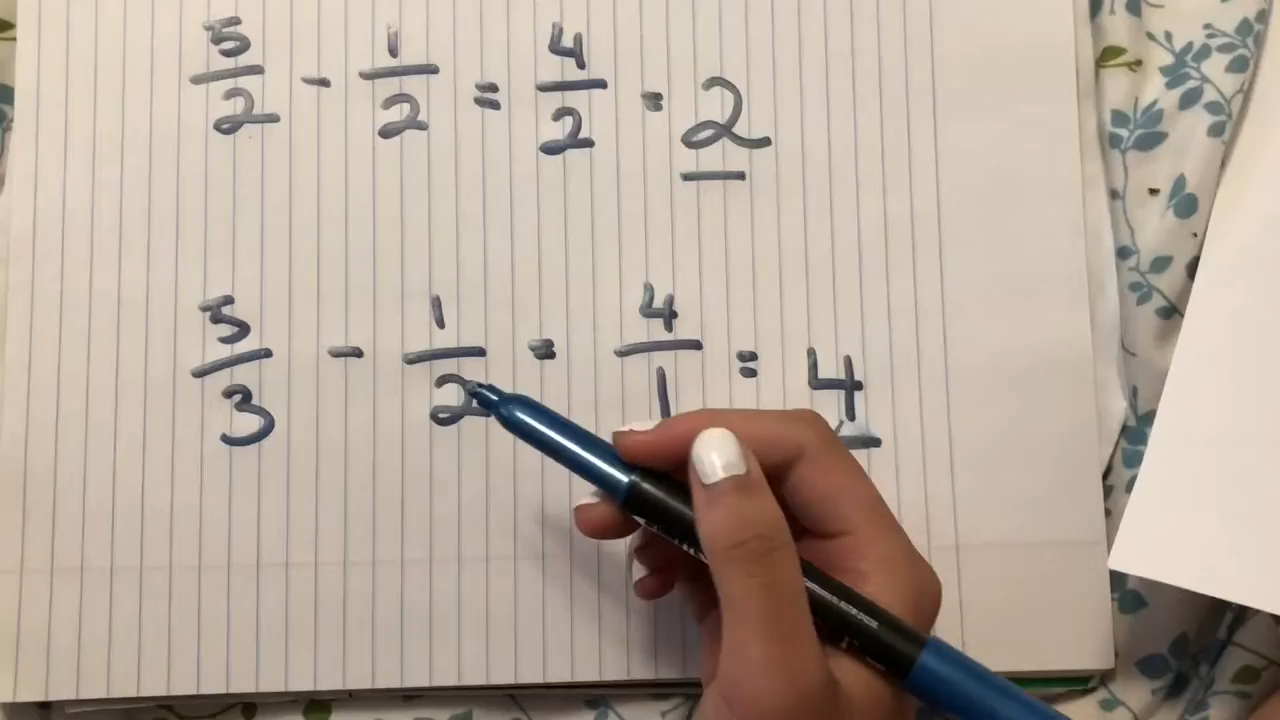 5/2 - 1/2 = 4/2 = 2
5/3 - 1/2 = 4/1 = 4